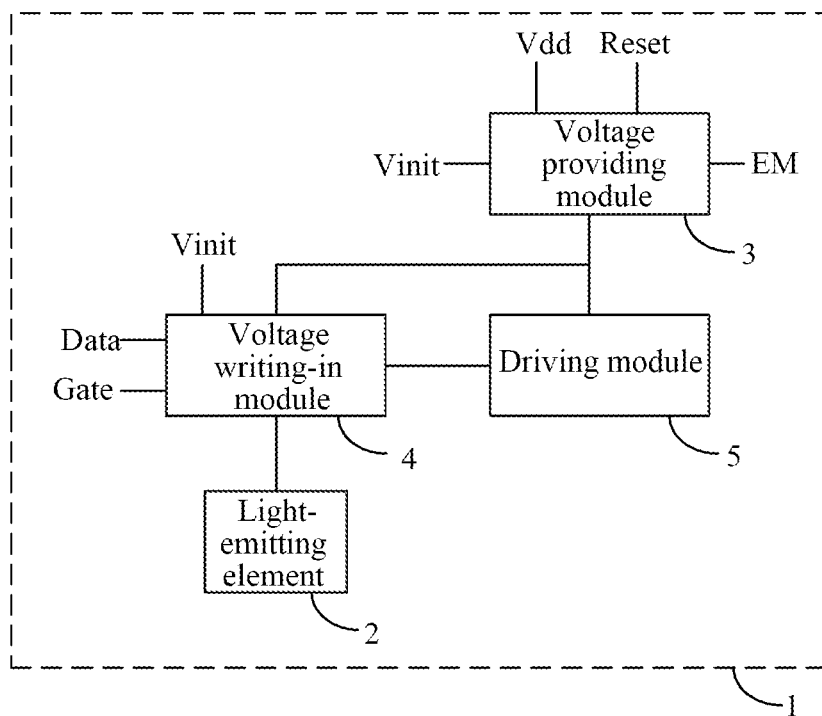 Vdd
Reset
Vinit
Voltage
providing
module
EM
3
Vinit
Data
Gate
Voltage
writing-in
module
Driving module
4
5
Light-
emitting
element
2
1